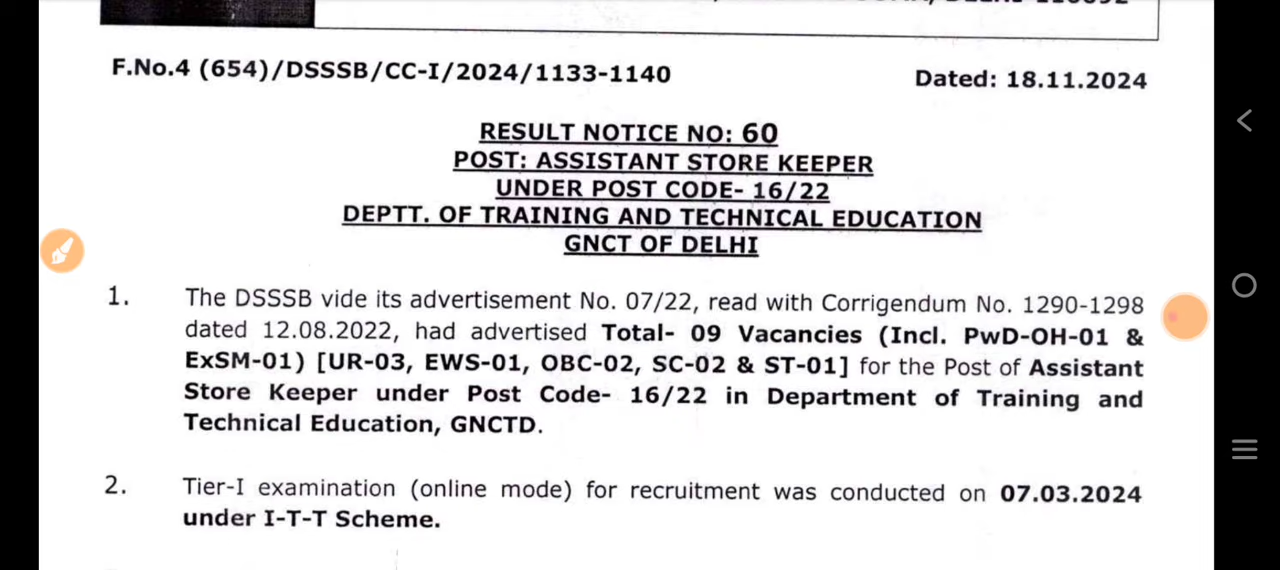 F.No.4 (654)/DSSSB/CC-I/2024/1133-1140
Dated: 18.11.2024
RESULT NOTICE NO: 60
POST: ASSISTANT STORE KEEPER
UNDER POST CODE- 16/22
DEPTT. OF TRAINING AND TECHNICAL EDUCATION
GNCT OF DELHI
1. The DSSSB vide its advertisement No. 07/22, read with Corrigendum No. 1290-1298
dated 12.08.2022, had advertised Total- 09 Vacancies (Incl. PwD-OH-01 &
ExSM-01) [UR-03, EWS-01, OBC-02, SC-02 & ST-01] for the Post of Assistant
Store Keeper under Post Code- 16/22 in Department of Training and
Technical Education, GNCTD.
2. Tier-I examination (online mode) for recruitment was conducted on 07.03.2024
under I-T-T Scheme.